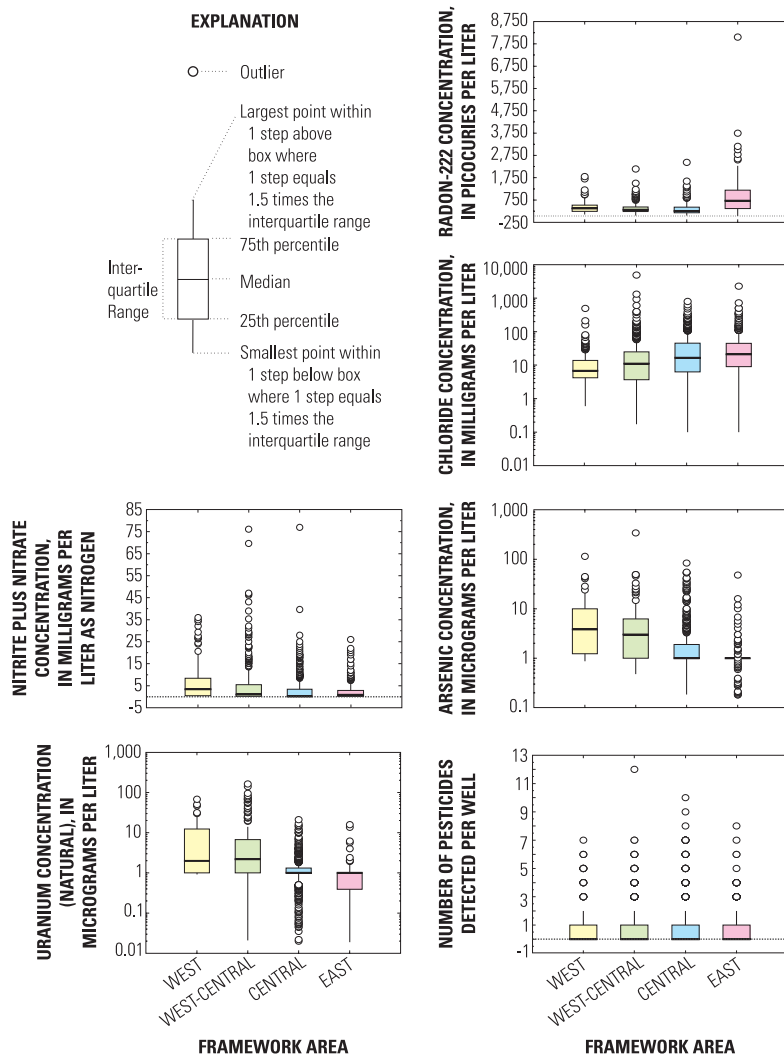 EXPLANATION
Outlier
Largest point within
1 step above
box where
1 step equals
1.5 times the
interquartile range
75th percentile
Inter-
quartile
Range
Median
25th percentile
Smallest point within
1 step below box
where 1 step equals
1.5 times the
interquartile range
RADON-222 CONCENTRATION,
IN PICOCURIES PER LITER
8,750
7,750
6,750
5,750
4,750
3,750
2,750
1,750
750
-250
CHLORIDE CONCENTRATION,
IN MILLIGRAMS PER LITER
10,000
1,000
100
10
1
0.1
0.01
NITRITE PLUS NITRATE
CONCENTRATION,
IN MILLIGRAMS PER
LITER AS NITROGEN
85
75
65
55
45
35
25
15
5
-5
ARSENIC CONCENTRATION,
IN MICROGRAMS PER LITER
1,000
100
10
1
0.1
URANIUM CONCENTRATION
(NATURAL), IN
MICROGRAMS PER LITER
1,000
100
10
1
0.1
0.01
WEST
WEST-CENTRAL
CENTRAL
EAST
FRAMEWORK AREA
NUMBER OF PESTICIDES
DETECTED PER WELL
13
11
9
7
5
3
1
-1
WEST
WEST-CENTRAL
CENTRAL
EAST
FRAMEWORK AREA